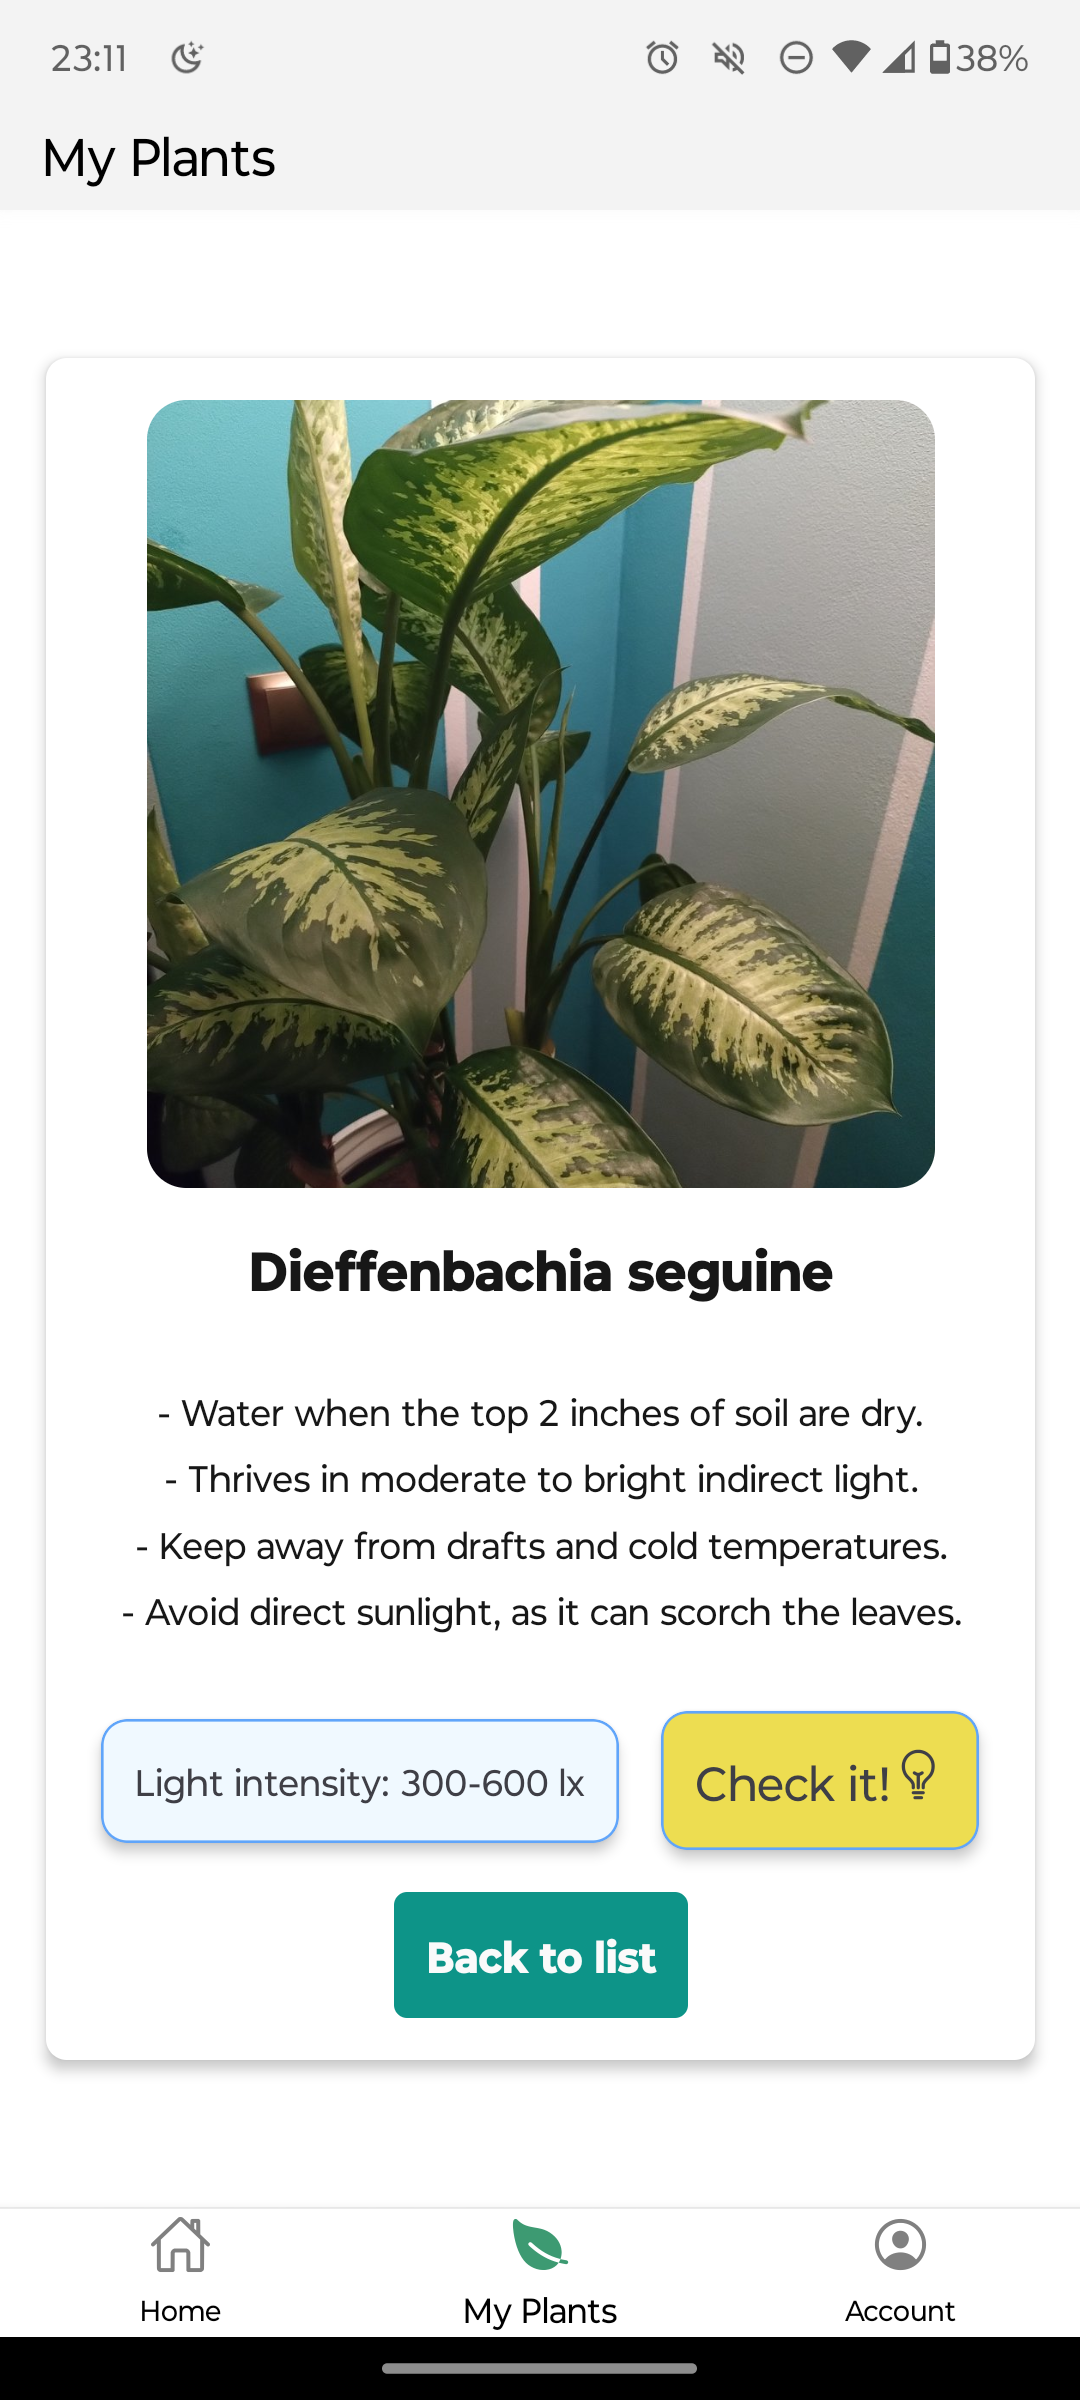 23:11
38%
My Plants
Dieffenbachia seguine
- Water when the top 2 inches of soil are dry.
- Thrives in moderate to bright indirect light.
- Keep away from drafts and cold temperatures.
- Avoid direct sunlight, as it can scorch the leaves.
Light intensity: 300-600 lx
Check it!
Back to list
Home
My Plants
Account